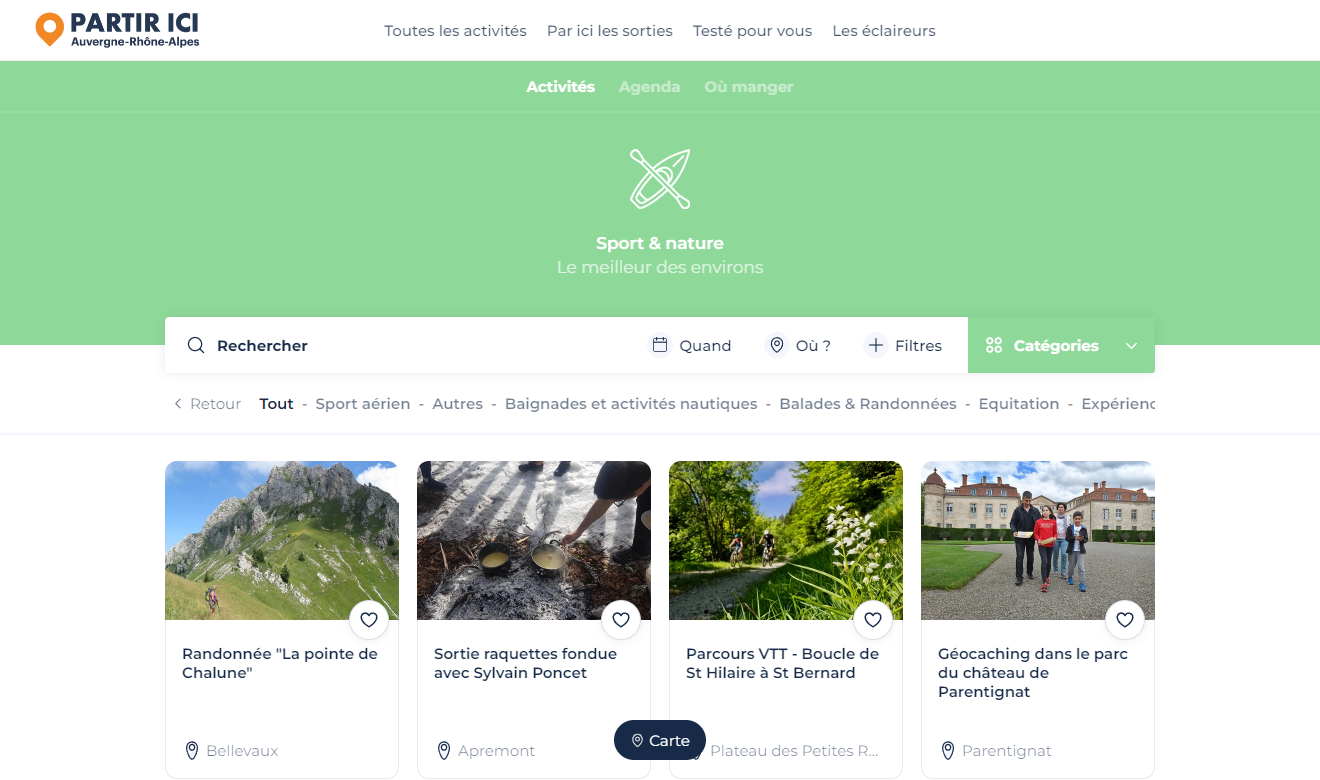 PARTIR ICI
Auvergne-Rhône-Alpes
Toutes les activités Par ici les sorties Testé pour vous Les éclaireurs
Activités Agenda Où manger
Sport & nature
Le meilleur des environs
Rechercher Quand Où ? Filtres Catégories
Retour Tout - Sport aérien - Autres - Baignades et activités nautiques - Balades & Randonnées - Equitation - Expérienc
Randonnée "La pointe de
Chalune"
Bellevaux
Sortie raquettes fondue
avec Sylvain Poncet
Apremont
Parcours VTT - Boucle de
St Hilaire à St Bernard
Plateau des Petites R...
Géocaching dans le parc
du château de
Parentignat
Parentignat
Carte